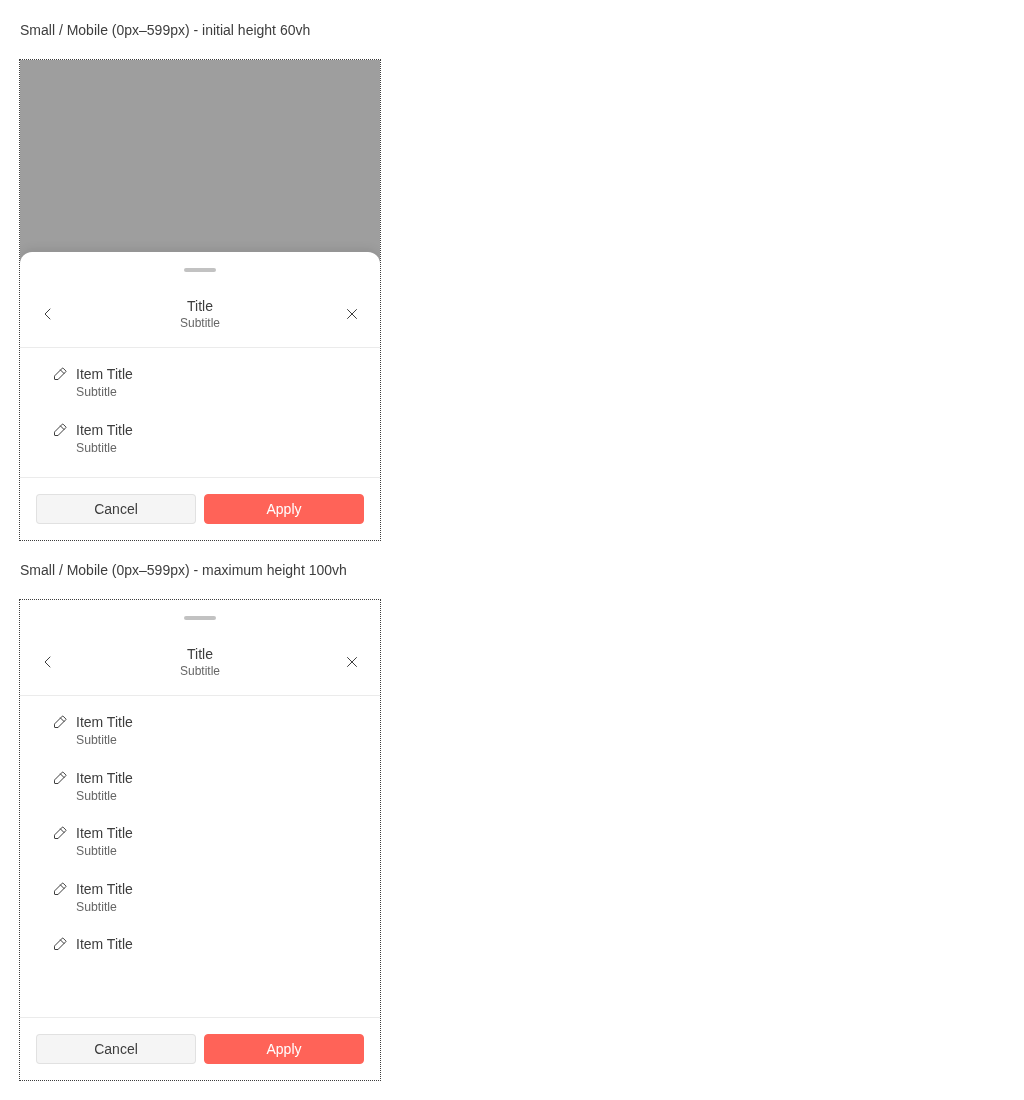 Small / Mobile (0px–599px) - initial height 60vh
Title
Subtitle
Item Title
Subtitle
Item Title
Subtitle
Cancel
Apply
Small / Mobile (0px–599px) - maximum height 100vh
Title
Subtitle
Item Title
Subtitle
Item Title
Subtitle
Item Title
Subtitle
Item Title
Subtitle
Item Title
Cancel
Apply